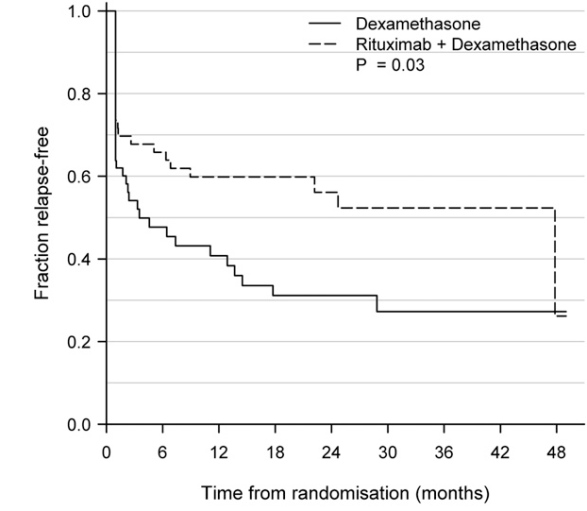 Dexamethasone
Rituximab + Dexamethasone
P = 0.03
Fraction relapse-free
1.0
0.8
0.6
0.4
0.2
0.0
0 6 12 18 24 30 36 42 48
Time from randomisation (months)